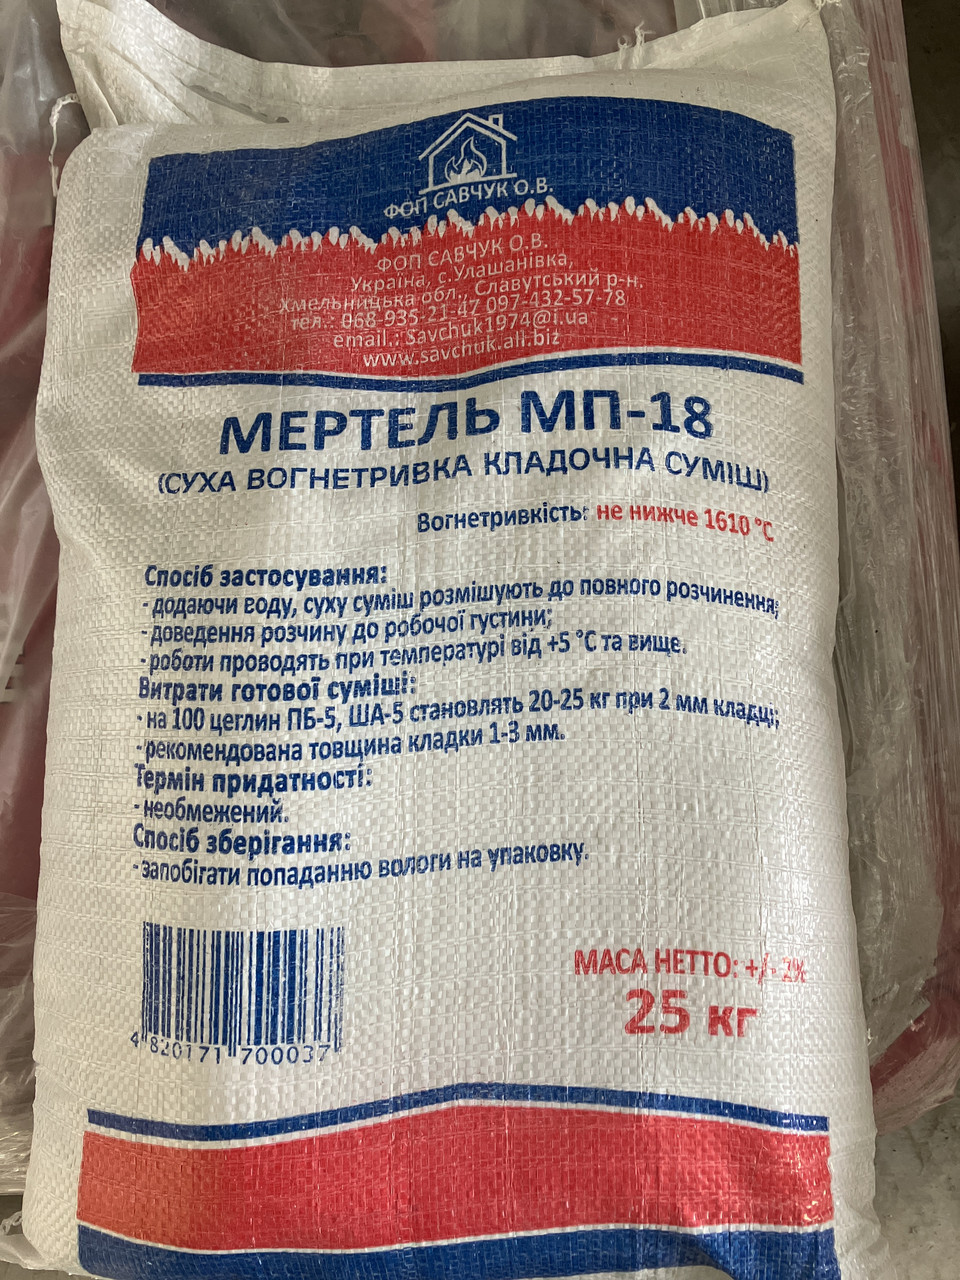 ФОП САВЧУК О.В.
ФОП САВЧУК О.В.
Україна, с.Улашанівка,
Хмельницька обл., Славутський р-н.
тел.: 068-935-21-47 097-432-57-78
email.: Savchuk1974@i.ua
www.savchuk.all.biz
МЕРТЕЛЬ МП-18
(СУХА ВОГНЕТРИВКА КЛАДОЧНА СУМІШ)
Вогнетривкість: не нижче 1610 °С
Спосіб застосування:
- додаючи воду, суху суміш розмішують до повного розчинення;
- доведення розчину до робочої густини;
- роботи проводять при температурі від +5 °С та вище.
Витрати готової суміші:
- на 100 цеглин ПБ-5, ША-5 становлять 20-25 кг при 2 мм кладці;
- рекомендована товщина кладки 1-3 мм.
Термін придатності:
- необмежений.
Спосіб зберігання:
- запобігати попаданню вологи на упаковку.
МАСА НЕТТО: +/- 2%
25 кг
4 820171 700037